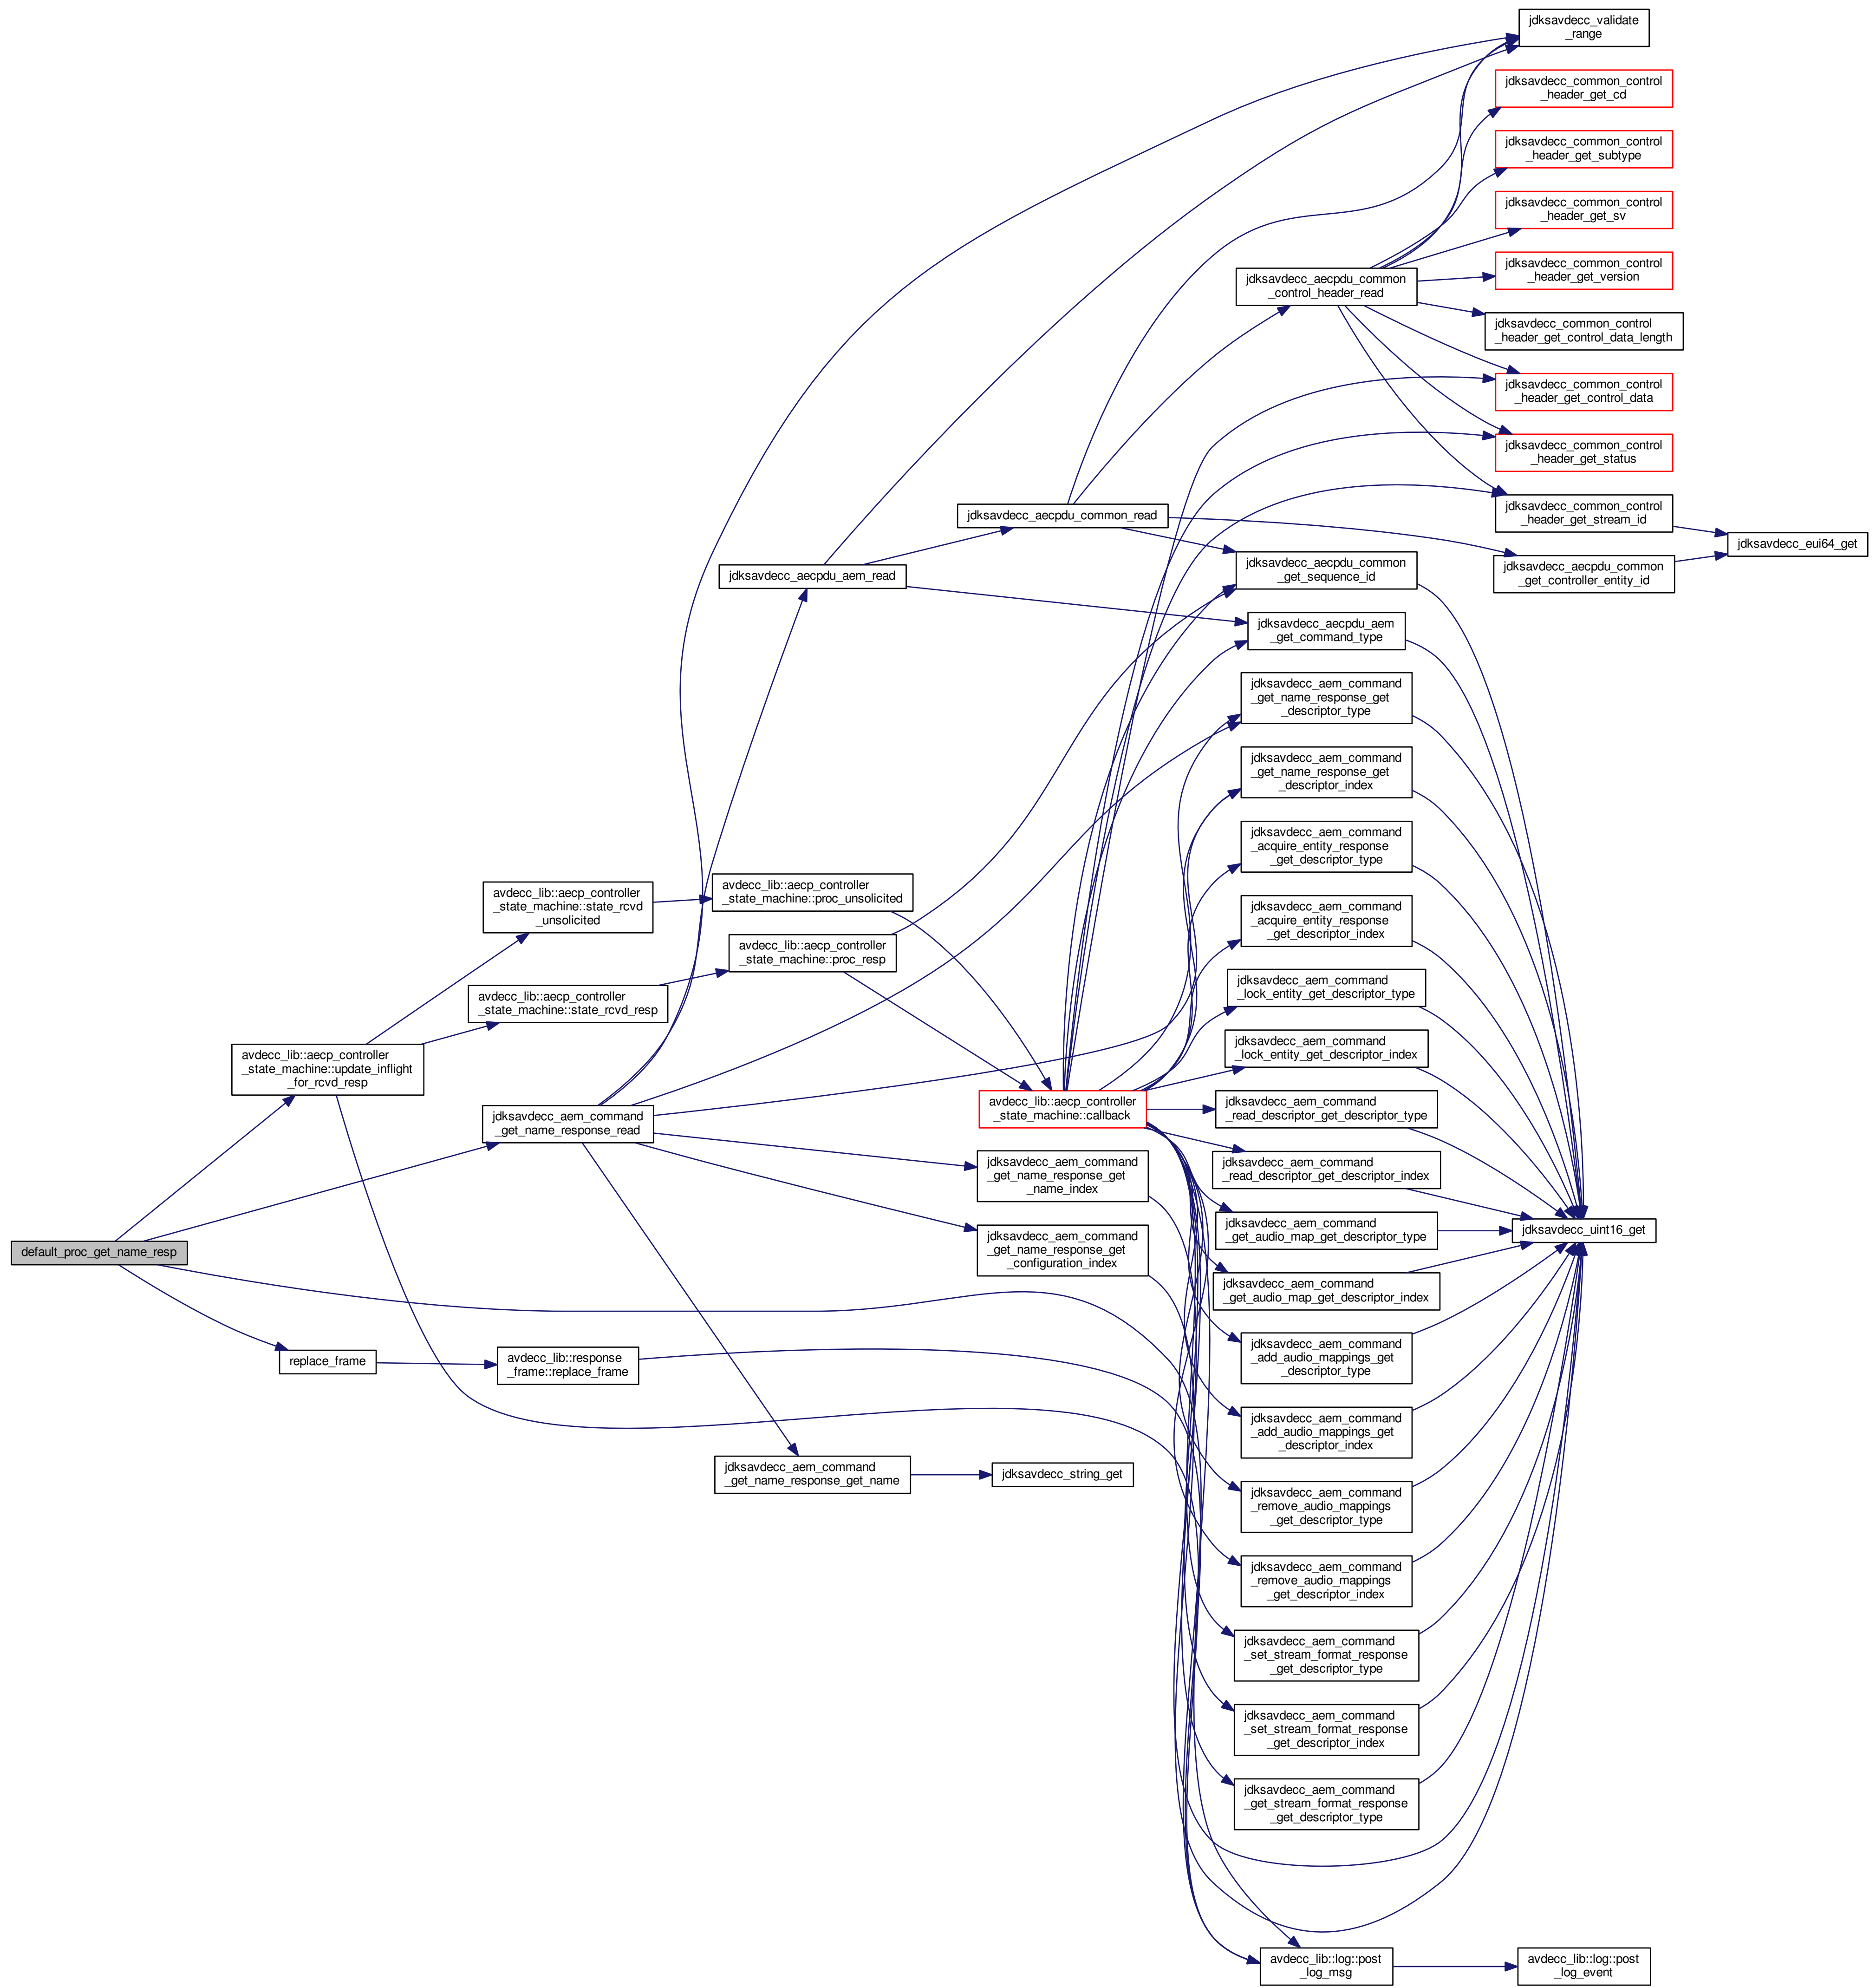 jdksavdecc_validate
_range
jdksavdecc_common_control
_header_get_cd
jdksavdecc_common_control
_header_get_subtype
jdksavdecc_common_control
_header_get_sv
jdksavdecc_common_control
_header_get_version
jdksavdecc_aecpdu_common
_control_header_read
jdksavdecc_common_control
_header_get_control_data_length
jdksavdecc_common_control
_header_get_control_data
jdksavdecc_common_control
_header_get_status
jdksavdecc_common_control
_header_get_stream_id
jdksavdecc_eui64_get
jdksavdecc_aecpdu_common
_get_controller_entity_id
jdksavdecc_aecpdu_common_read
jdksavdecc_aecpdu_aem_read
jdksavdecc_aecpdu_common
_get_sequence_id
jdksavdecc_aecpdu_aem
_get_command_type
jdksavdecc_aem_command
_get_name_response_get
_descriptor_type
jdksavdecc_aem_command
_get_name_response_get
_descriptor_index
jdksavdecc_aem_command
_acquire_entity_response
_get_descriptor_type
jdksavdecc_aem_command
_acquire_entity_response
_get_descriptor_index
avdecc_lib::aecp_controller
_state_machine::state_rcvd
_unsolicited
avdecc_lib::aecp_controller
_state_machine::proc_unsolicited
avdecc_lib::aecp_controller
_state_machine::proc_resp
avdecc_lib::aecp_controller
_state_machine::state_rcvd_resp
avdecc_lib::aecp_controller
_state_machine::update_inflight
_for_rcvd_resp
jdksavdecc_aem_command
_lock_entity_get_descriptor_type
jdksavdecc_aem_command
_lock_entity_get_descriptor_index
avdecc_lib::aecp_controller
_state_machine::callback
jdksavdecc_aem_command
_read_descriptor_get_descriptor_type
jdksavdecc_aem_command
_get_name_response_read
jdksavdecc_aem_command
_read_descriptor_get_descriptor_index
jdksavdecc_aem_command
_get_name_response_get
_name_index
jdksavdecc_aem_command
_get_audio_map_get_descriptor_type
jdksavdecc_uint16_get
default_proc_get_name_resp
jdksavdecc_aem_command
_get_name_response_get
_configuration_index
jdksavdecc_aem_command
_get_audio_map_get_descriptor_index
replace_frame
avdecc_lib::response
_frame::replace_frame
jdksavdecc_aem_command
_add_audio_mappings_get
_descriptor_type
jdksavdecc_aem_command
_add_audio_mappings_get
_descriptor_index
jdksavdecc_aem_command
_get_name_response_get_name
jdksavdecc_string_get
jdksavdecc_aem_command
_remove_audio_mappings
_get_descriptor_type
jdksavdecc_aem_command
_remove_audio_mappings
_get_descriptor_index
jdksavdecc_aem_command
_set_stream_format_response
_get_descriptor_type
jdksavdecc_aem_command
_set_stream_format_response
_get_descriptor_index
jdksavdecc_aem_command
_get_stream_format_response
_get_descriptor_type
avdecc_lib::log::post
_log_msg
avdecc_lib::log::post
_log_event